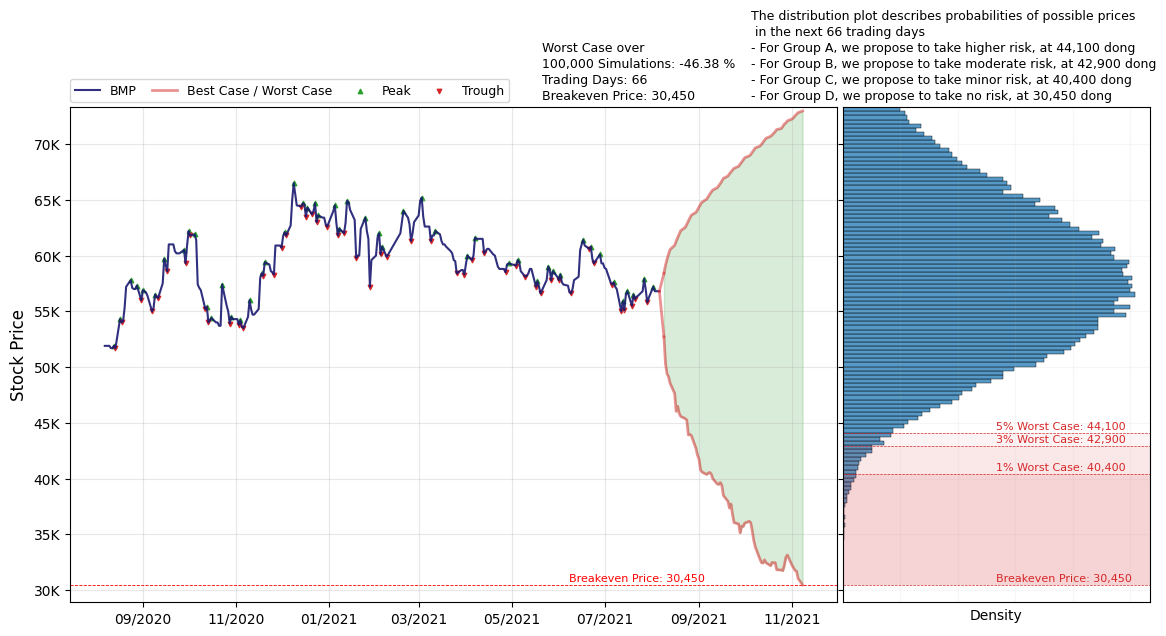 The distribution plot describes probabilities of possible prices
in the next 66 trading days
- For Group A, we propose to take higher risk, at 44,100 dong
- For Group B, we propose to take moderate risk, at 42,900 dong
- For Group C, we propose to take minor risk, at 40,400 dong
- For Group D, we propose to take no risk, at 30,450 dong
Worst Case over
100,000 Simulations: -46.38 %
Trading Days: 66
Breakeven Price: 30,450
BMP
Best Case / Worst Case
Peak
Trough
Stock Price
70K
65K
60K
55K
50K
45K
40K
35K
30K
Breakeven Price: 30,450
09/2020
11/2020
01/2021
03/2021
05/2021
07/2021
09/2021
11/2021
5% Worst Case: 44,100
3% Worst Case: 42,900
1% Worst Case: 40,400
Breakeven Price: 30,450
Density